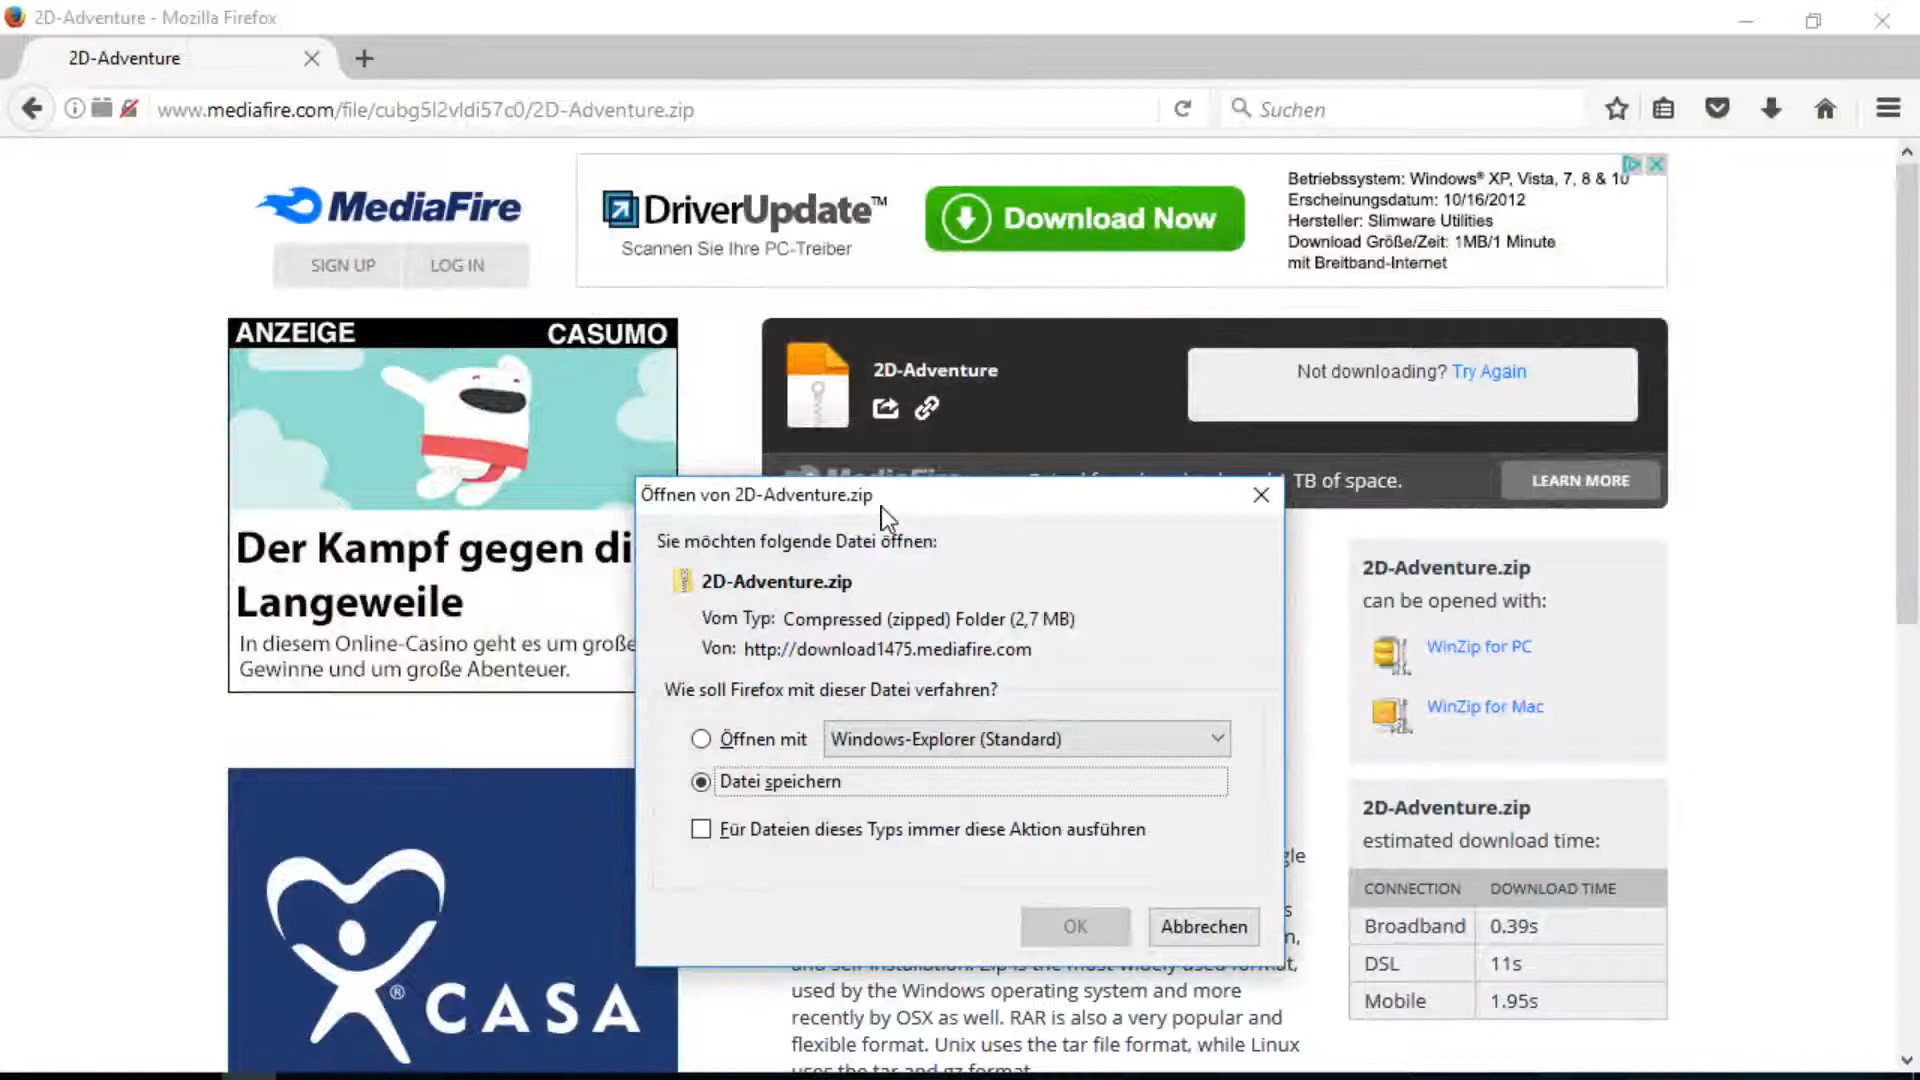 2D-Adventure - Mozilla Firefox
2D-Adventure
www.mediafire.com/file/cubg5l2vldi57c0/2D-Adventure.zip
Suchen
MediaFire
SIGN UP
LOG IN
DriverUpdate™
Scannen Sie Ihre PC-Treiber
Download Now
Betriebssystem: Windows® XP, Vista, 7, 8 & 10
Erscheinungsdatum: 10/16/2012
Hersteller: Slimware Utilities
Download Größe/Zeit: 1MB/1 Minute
mit Breitband-Internet
ANZEIGE CASUMO
Der Kampf gegen di
Langeweile
In diesem Online-Casino geht es um große
Gewinne und um große Abenteuer.
2D-Adventure
Not downloading? Try Again
TB of space.
LEARN MORE
Öffnen von 2D-Adventure.zip
Sie möchten folgende Datei öffnen:
2D-Adventure.zip
Vom Typ: Compressed (zipped) Folder (2,7 MB)
Von: http://download1475.mediafire.com
Wie soll Firefox mit dieser Datei verfahren?
Öffnen mit
Windows-Explorer (Standard)
Datei speichern
Für Dateien dieses Typs immer diese Aktion ausführen
OK
Abbrechen
2D-Adventure.zip
can be opened with:
WinZip for PC
WinZip for Mac
2D-Adventure.zip
estimated download time:
CONNECTION DOWNLOAD TIME
Broadband 0.39s
DSL 11s
Mobile 1.95s
used by the Windows operating system and more
recently by OSX as well. RAR is also a very popular and
flexible format. Unix uses the tar file format, while Linux
uses the tar and gz format.
® CASA